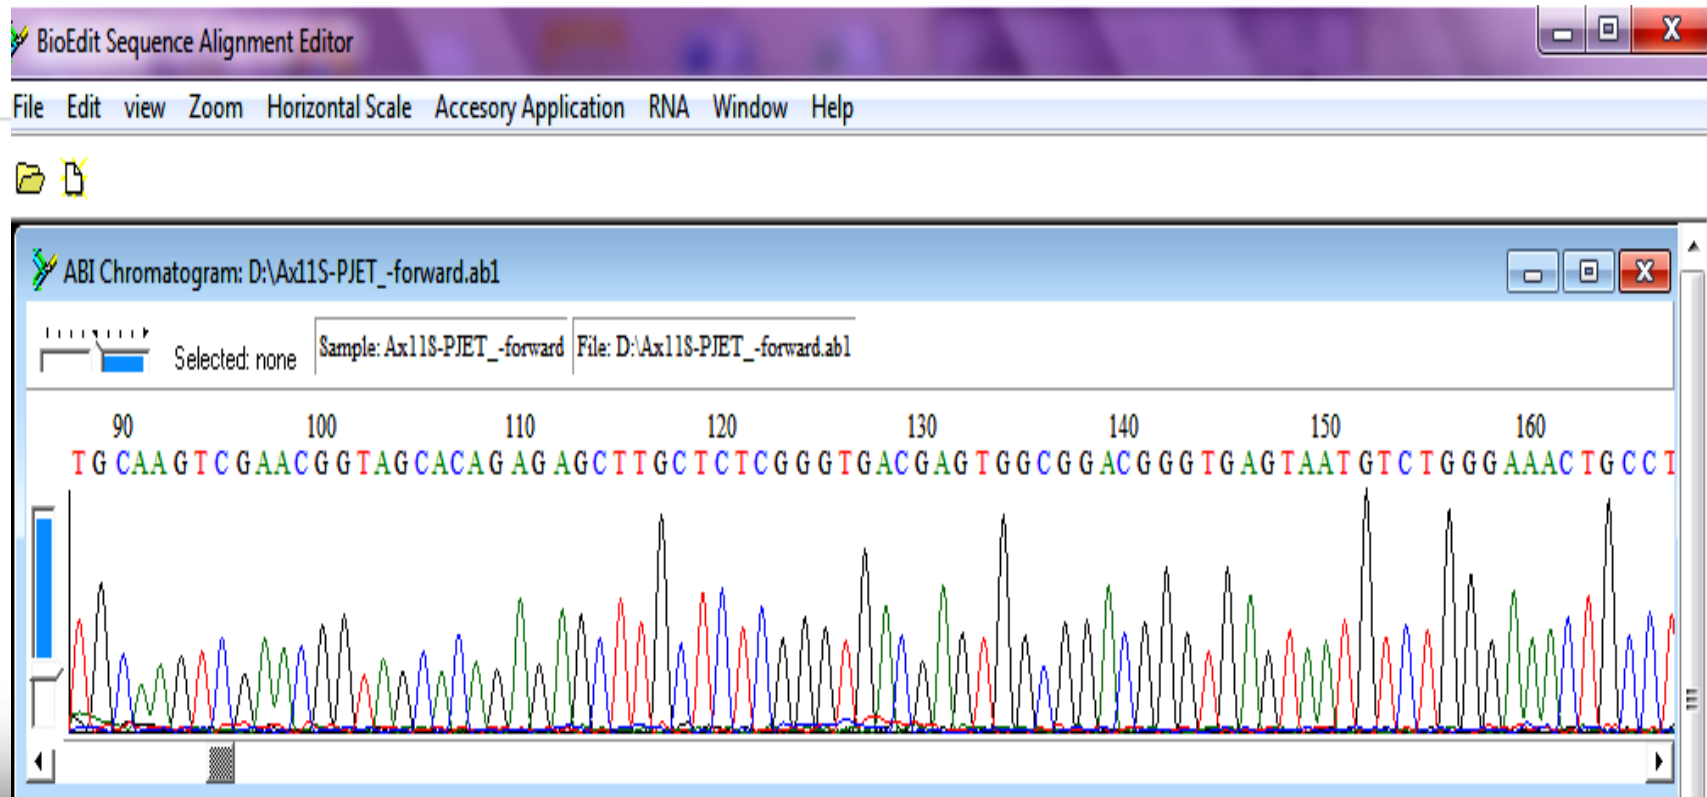 BioEdit Sequence Alignment Editor
File Edit view Zoom Horizontal Scale Accesory Application RNA Window Help
ABI Chromatogram: D:\Ax11S-PJET_-forward.ab1
Selected: none Sample: Ax11S-PJET_-forward File: D:\Ax11S-PJET_-forward.ab1
90 100 110 120 130 140 150 160
TGCAAGTCGAACGGTAGCACAGAGAGCTTGCTCTCGGGTGACGAGTGGCGGACGGGTGAGTAATGTCTGGGAAACTGCCT